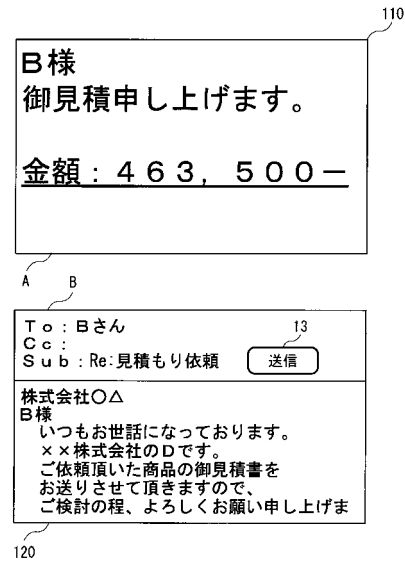 110
B様
御見積申し上げます。
金額：４６３，５００－
A
B
Ｔｏ：Bさん
Ｃｃ：
Ｓｕｂ：Re:見積もり依頼
13
送信
株式会社○△
B様
いつもお世話になっております。
××株式会社のDです。
ご依頼頂いた商品の御見積書を
お送りさせて頂きますので、
ご検討の程、よろしくお願い申し上げま
120